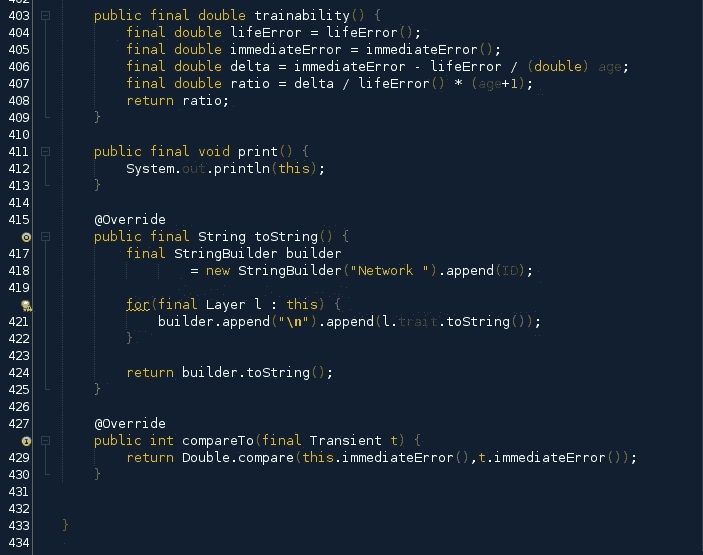 402
403 public final double trainability() {
404 final double lifeError = lifeError();
405 final double immediateError = immediateError();
406 final double delta = immediateError - lifeError / (double) age;
407 final double ratio = delta / lifeError() * (age+1);
408 return ratio;
409 }
410
411 public final void print() {
412 System.out.println(this);
413 }
414
415 @Override
public final String toString() {
417 final StringBuilder builder
418 = new StringBuilder("Network ").append(ID);
419
for(final Layer l : this) {
421 builder.append("\n").append(l.trait.toString());
422 }
423
424 return builder.toString();
425 }
426
427 @Override
public int compareTo(final Transient t) {
429 return Double.compare(this.immediateError(),t.immediateError());
430 }
431
432
433 }
434